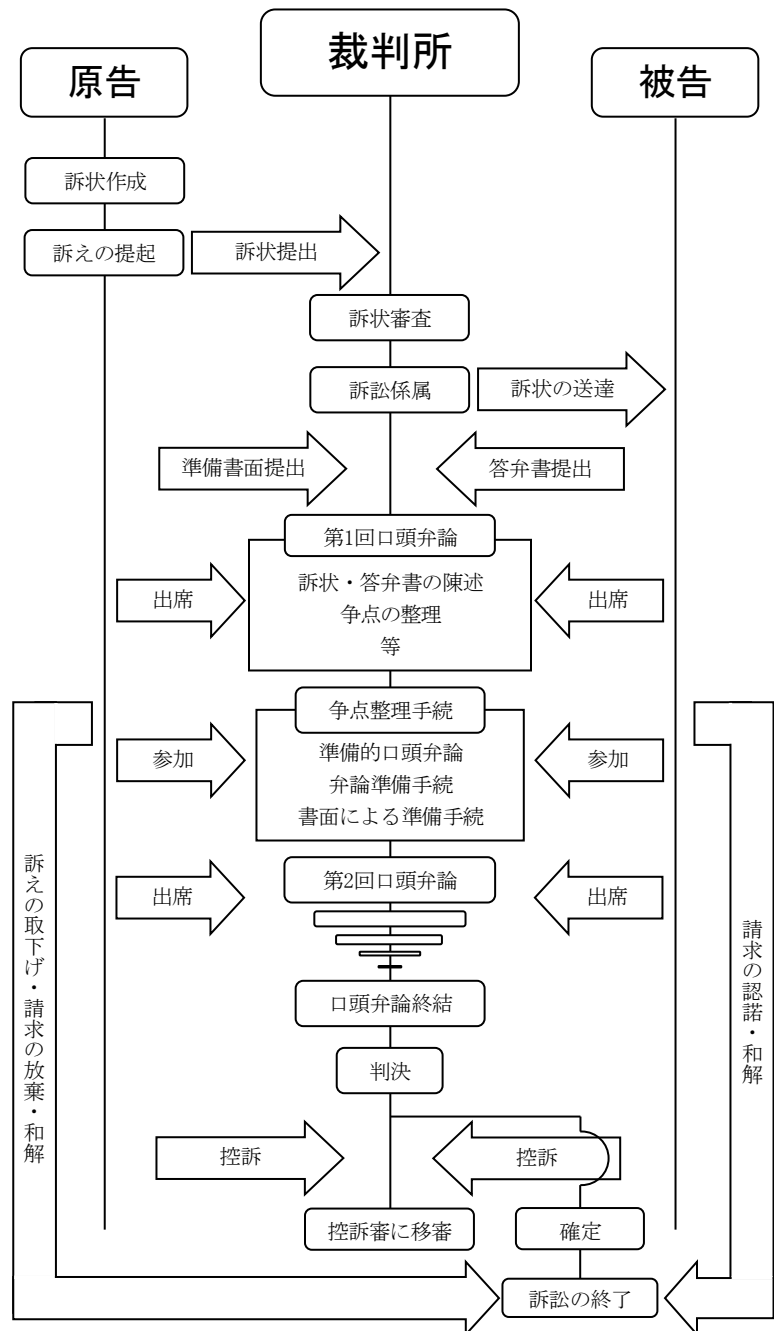 裁判所
原告
被告
訴状作成
訴えの提起
訴状提出
訴状審査
訴訟係属
訴状の送達
準備書面提出
答弁書提出
第1回口頭弁論
訴状・答弁書の陳述
争点の整理
等
出席
出席
争点整理手続
準備的口頭弁論
弁論準備手続
書面による準備手続
参加
参加
第2回口頭弁論
出席
出席
訴えの取下げ・請求の放棄・和解
請求の認諾・和解
口頭弁論終結
判決
控訴
控訴
控訴審に移審
確定
訴訟の終了